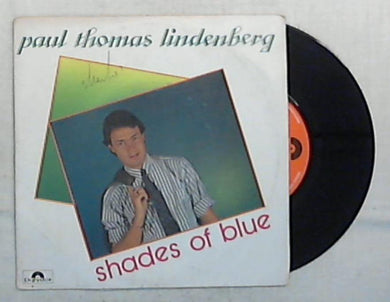 paul thomas lindenberg
shades of blue